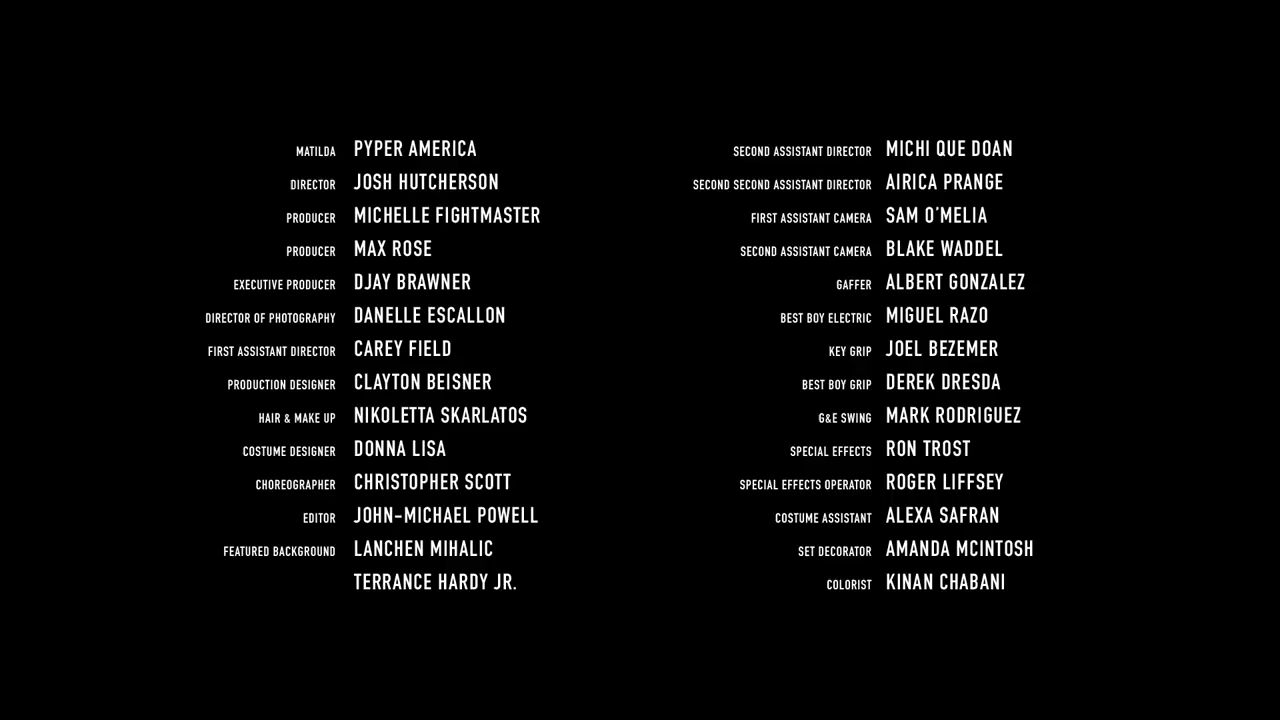 MATILDA PYPER AMERICA
DIRECTOR JOSH HUTCHERSON
PRODUCER MICHELLE FIGHTMASTER
PRODUCER MAX ROSE
EXECUTIVE PRODUCER DJAY BRAWNER
DIRECTOR OF PHOTOGRAPHY DANELLE ESCALLON
FIRST ASSISTANT DIRECTOR CAREY FIELD
PRODUCTION DESIGNER CLAYTON BEISNER
HAIR & MAKE UP NIKOLETTA SKARLATOS
COSTUME DESIGNER DONNA LISA
CHOREOGRAPHER CHRISTOPHER SCOTT
EDITOR JOHN-MICHAEL POWELL
FEATURED BACKGROUND LANCHEN MIHALIC
TERRANCE HARDY JR.
SECOND ASSISTANT DIRECTOR MICHI QUE DOAN
SECOND SECOND ASSISTANT DIRECTOR AIRICA PRANGE
FIRST ASSISTANT CAMERA SAM O'MELIA
SECOND ASSISTANT CAMERA BLAKE WADDEL
GAFFER ALBERT GONZALEZ
BEST BOY ELECTRIC MIGUEL RAZO
KEY GRIP JOEL BEZEMER
BEST BOY GRIP DEREK DRESDA
G&E SWING MARK RODRIGUEZ
SPECIAL EFFECTS RON TROST
SPECIAL EFFECTS OPERATOR ROGER LIFFSEY
COSTUME ASSISTANT ALEXA SAFRAN
SET DECORATOR AMANDA MCINTOSH
COLORIST KINAN CHABANI